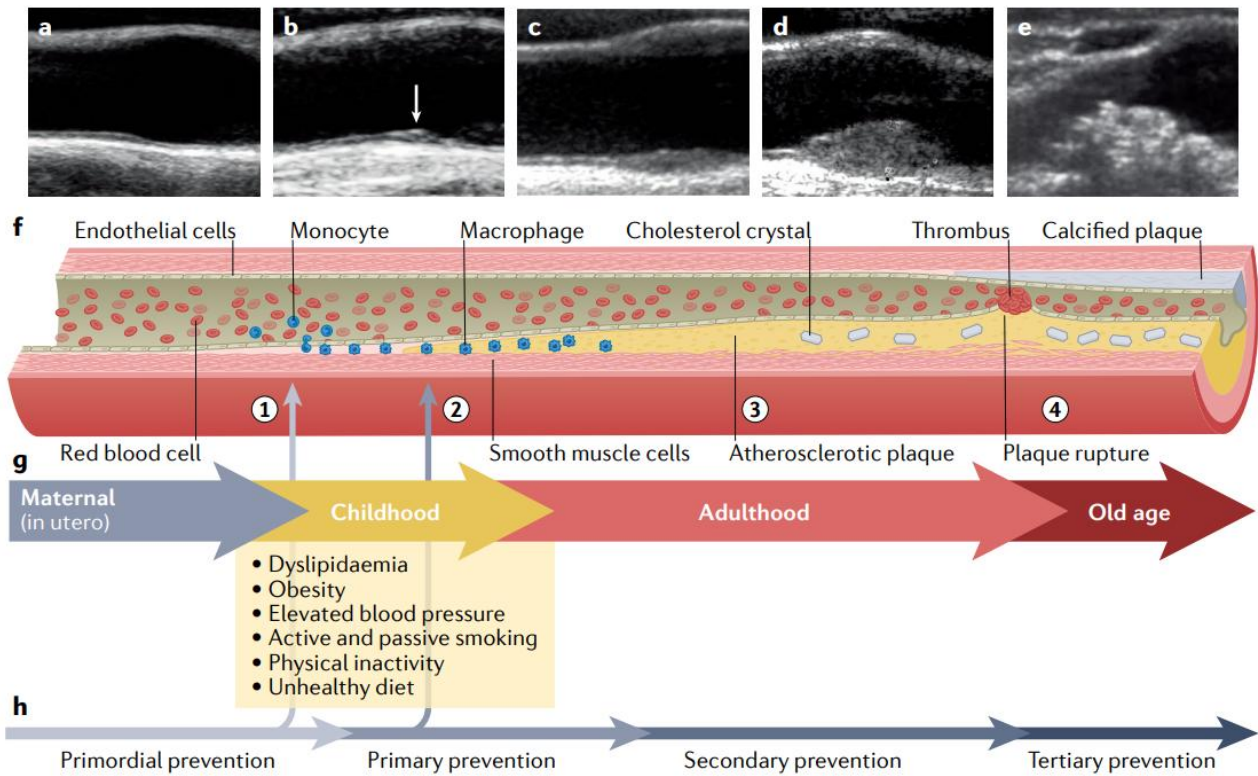 a b c d e
f
Endothelial cells Monocyte Macrophage Cholesterol crystal Thrombus Calcified plaque
1 2 3 4
Red blood cell Smooth muscle cells Atherosclerotic plaque Plaque rupture
g
Maternal
(in utero)
Childhood Adulthood Old age
• Dyslipidaemia
• Obesity
• Elevated blood pressure
• Active and passive smoking
• Physical inactivity
• Unhealthy diet
h
Primordial prevention Primary prevention Secondary prevention Tertiary prevention